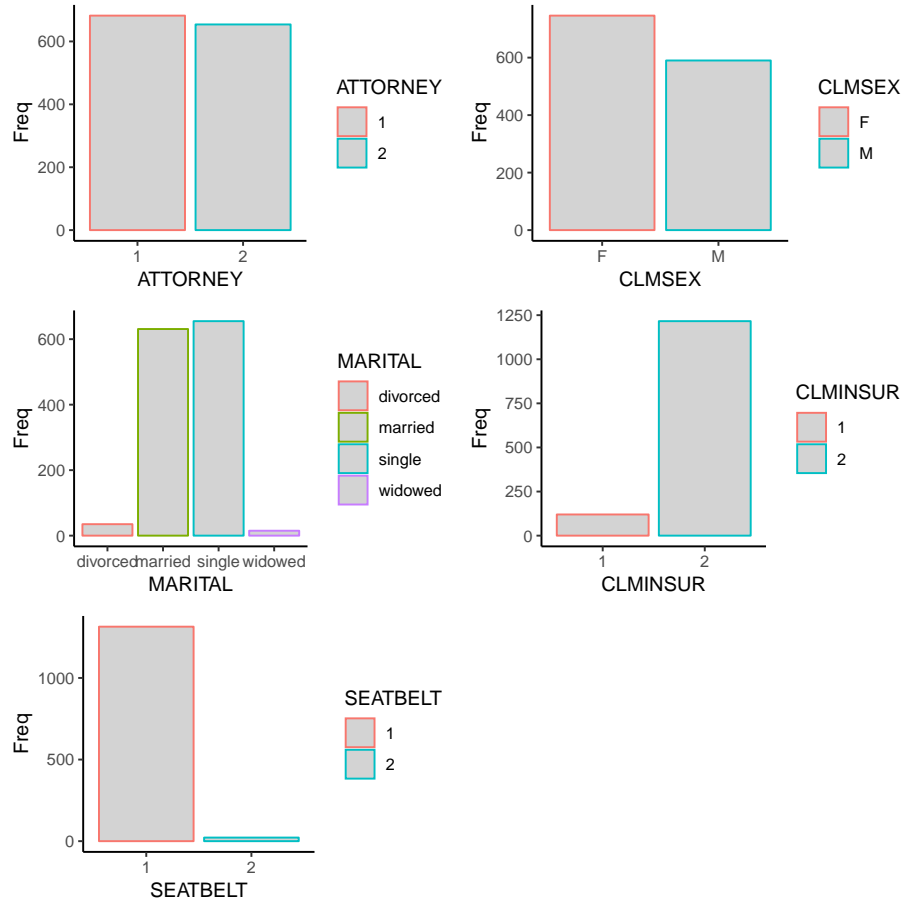 Freq
600
400
200
0
1
2
ATTORNEY
ATTORNEY
1
2
Freq
600
400
200
0
F
M
CLMSEX
CLMSEX
F
M
Freq
600
400
200
0
divorced married single widowed
MARITAL
MARITAL
divorced
married
single
widowed
Freq
1250
1000
750
500
250
0
1
2
CLMINSUR
CLMINSUR
1
2
Freq
1000
500
0
1
2
SEATBELT
SEATBELT
1
2